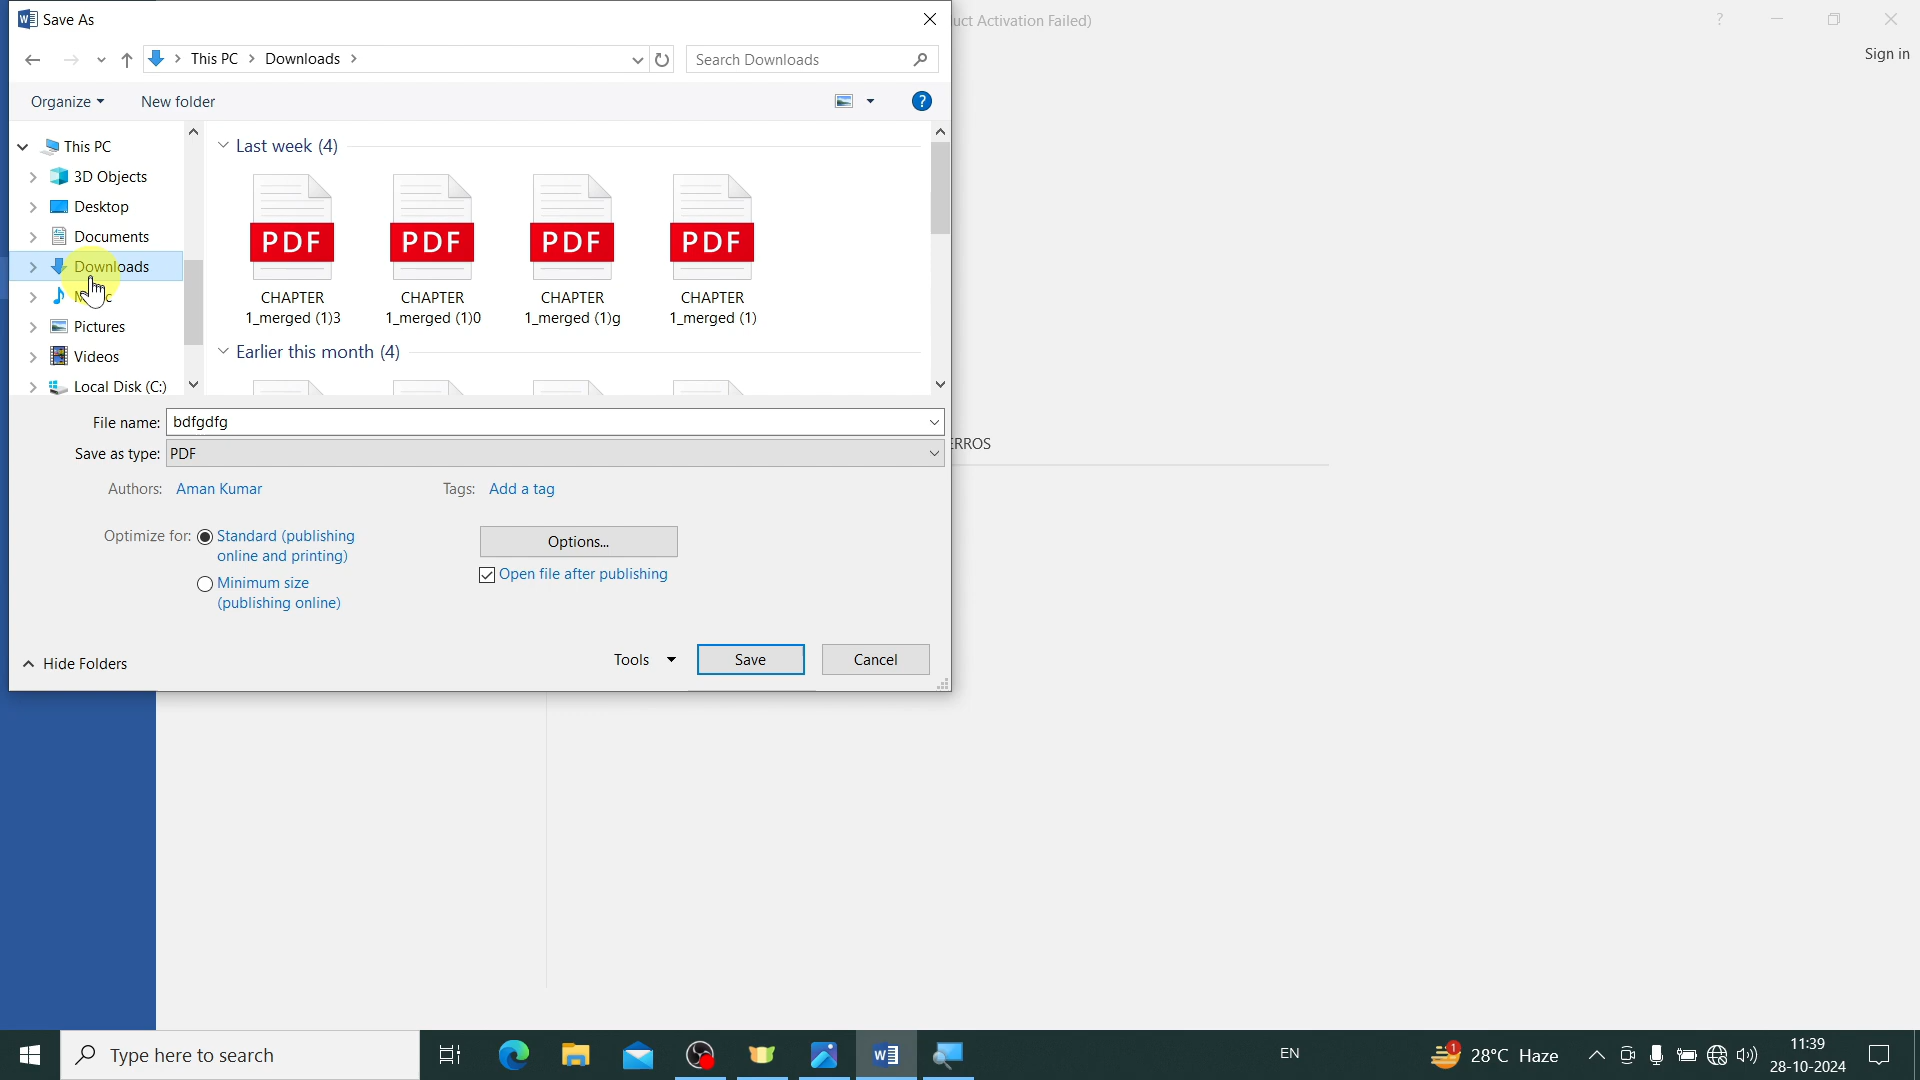 Save As
uct Activation Failed)
Sign in
This PC
Downloads
Search Downloads
Organize
New folder
This PC
3D Objects
Desktop
Documents
Downloads
Pictures
Videos
Local Disk (C:)
Last week (4)
PDF
PDF
PDF
PDF
CHAPTER
1_merged (1)3
CHAPTER
1_merged (1)0
CHAPTER
1_merged (1)g
CHAPTER
1_merged (1)
Earlier this month (4)
File name:
bdfgdfg
Save as type:
PDF
ERROS
Authors:
Aman Kumar
Tags:
Add a tag
Optimize for:
Standard (publishing
online and printing)
Minimum size
(publishing online)
Options...
Open file after publishing
Hide Folders
Tools
Save
Cancel
Type here to search
EN
1
28°C Haze
11:39
28-10-2024